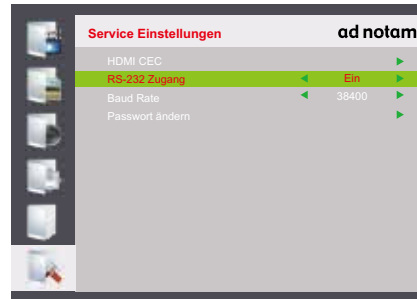 Service Einstellungen ad notam
HDMI CEC
RS-232 Zugang Ein
Baud Rate 38400
Passwort ändern